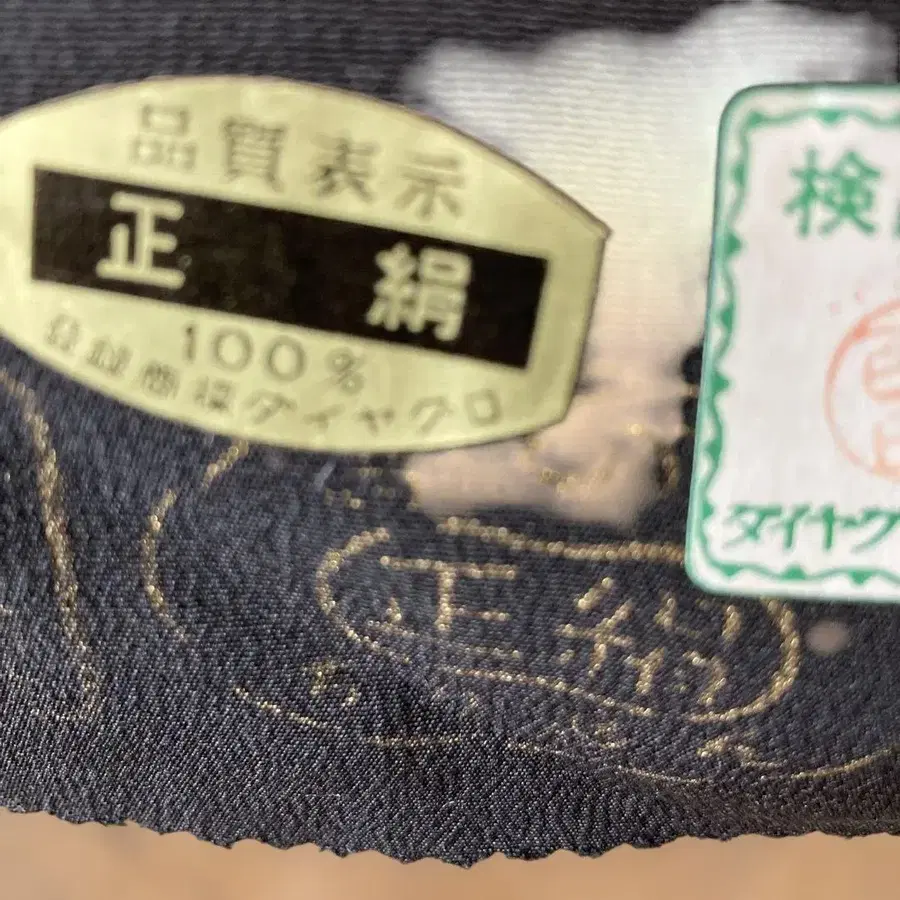 品質表示
正絹
100%
登録商標ダイヤクロ
検
ダイヤク
正絹